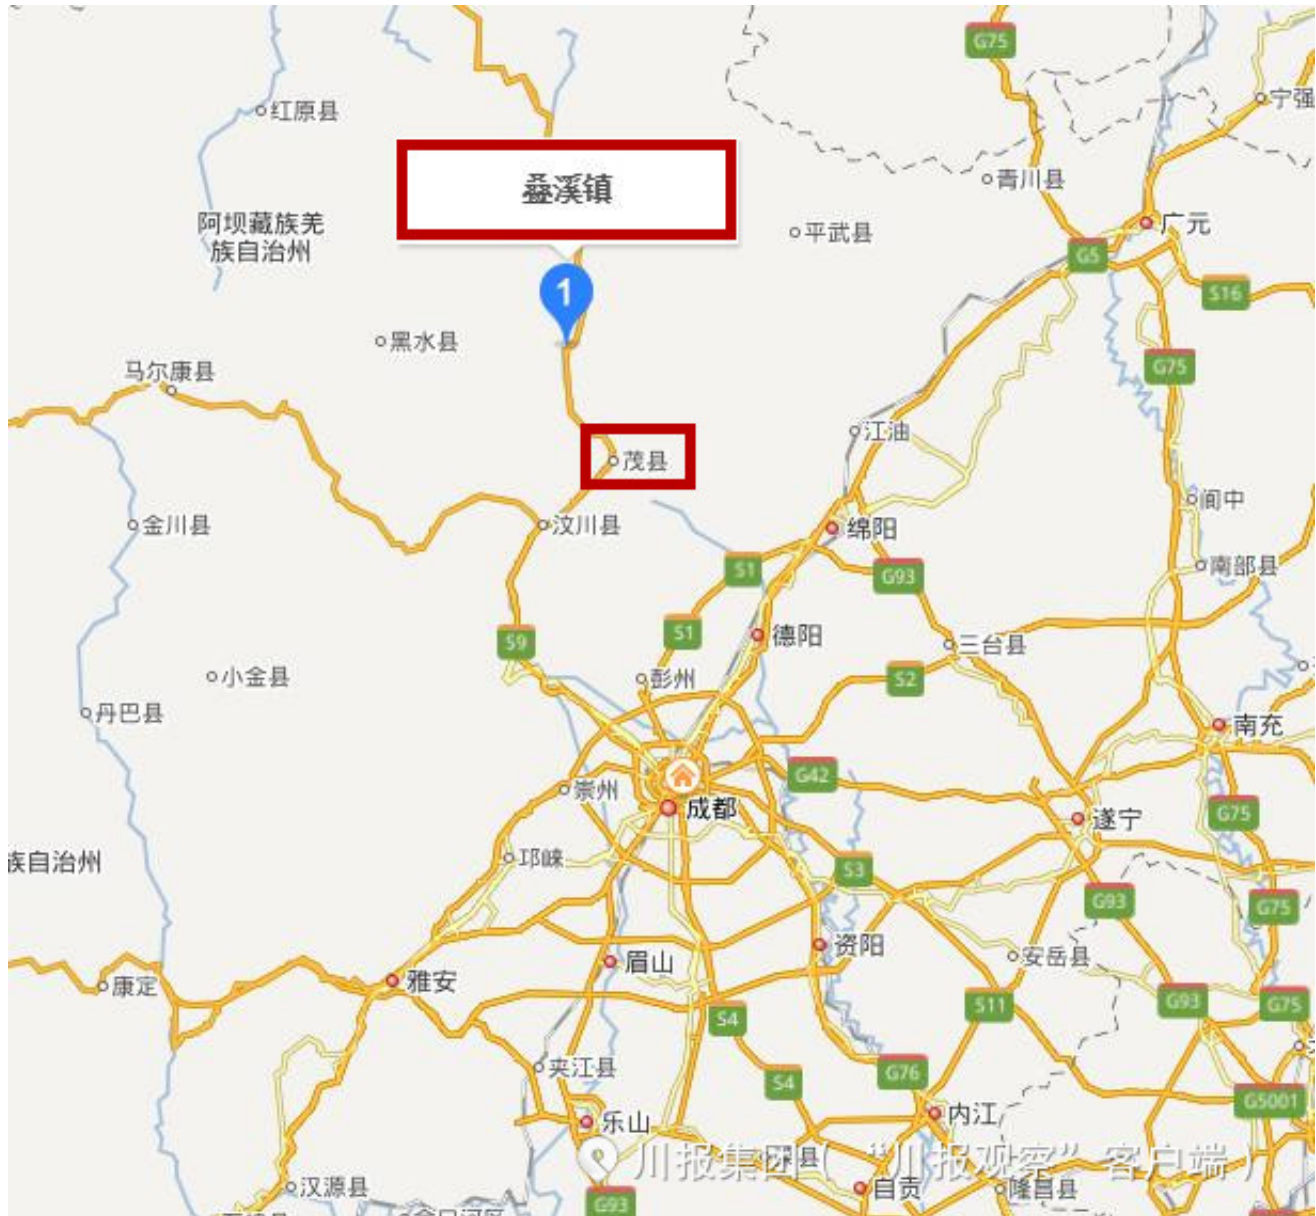 G75
宁强
红原县
叠溪镇
青川县
阿坝藏族羌
族自治州
平武县
广元
G5
S16
1
黑水县
马尔康县
G75
江油
茂县
阆中
金川县
汶川县
绵阳
S1
G93
南部县
S9
S1
德阳
三台县
小金县
彭州
S2
丹巴县
南充
G42
崇州
成都
遂宁
G75
族自治州
邛崃
S3
G93
G75
资阳
安岳县
康定
雅安
眉山
S4
S11
G93
G75
夹江县
S4
G76
G5001
乐山
内江
川报集团（“川报观察”客户端）
汉源县
自贡
隆昌县
G93